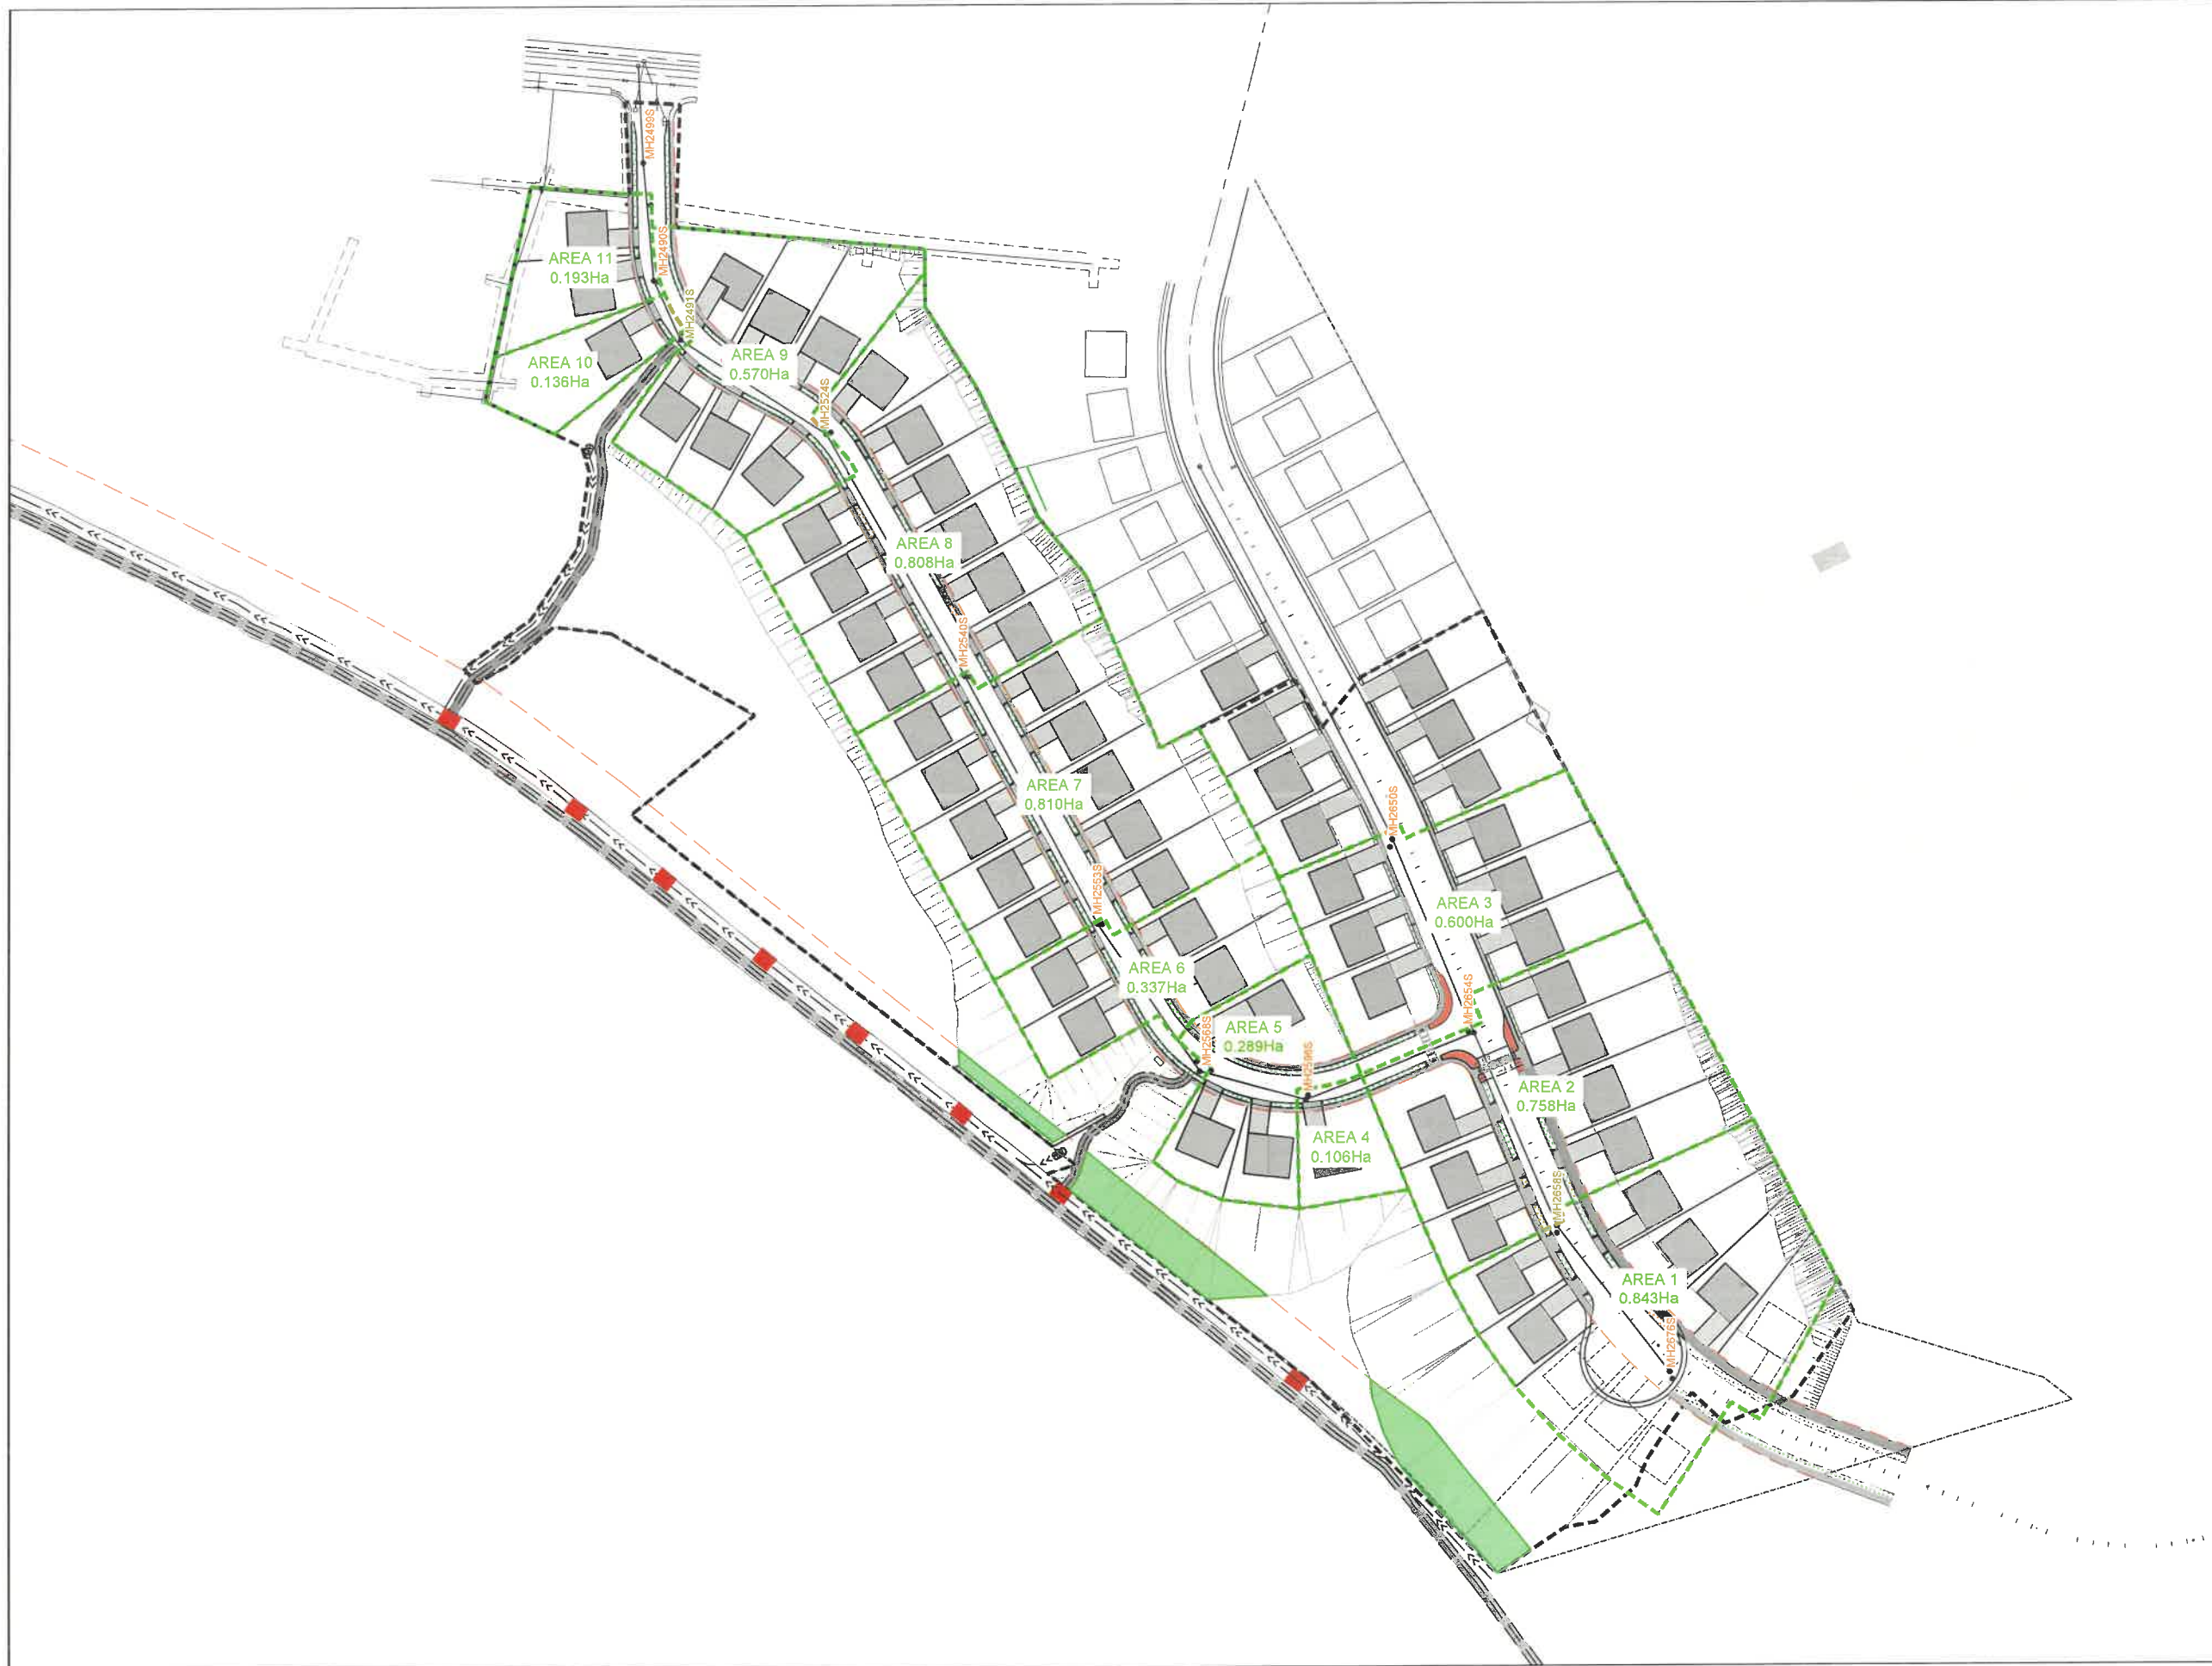 MH2499S
MH2490S
AREA 11
0.193Ha
MH2491S
AREA 10
0.136Ha
AREA 9
0.570Ha
MH2524S
AREA 8
0.808Ha
MH2540S
AREA 7
0.810Ha
MH2650S
MH2553S
AREA 3
0.600Ha
AREA 6
0.337Ha
MH2654S
MH2568S
AREA 5
0.289Ha
MH2596S
AREA 2
0.758Ha
AREA 4
0.106Ha
MH2658S
AREA 1
0.843Ha
MH2676S